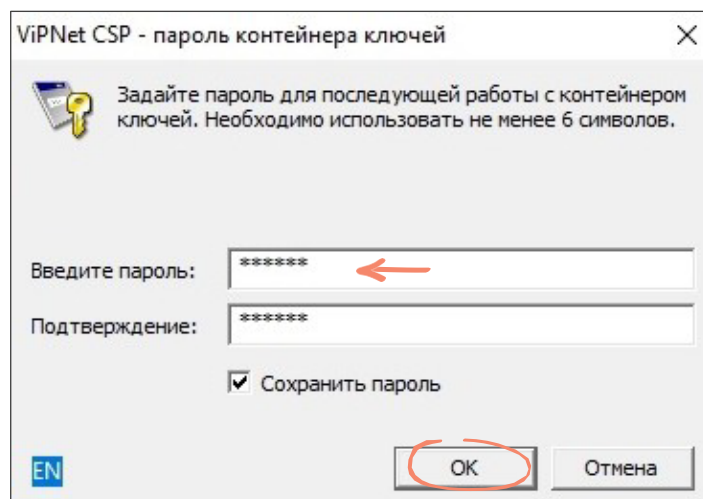 ViPNet CSP - пароль контейнера ключей
Задайте пароль для последующей работы с контейнером
ключей. Необходимо использовать не менее 6 символов.
Введите пароль: ******
Подтверждение: ******
Сохранить пароль
EN
ОК
Отмена